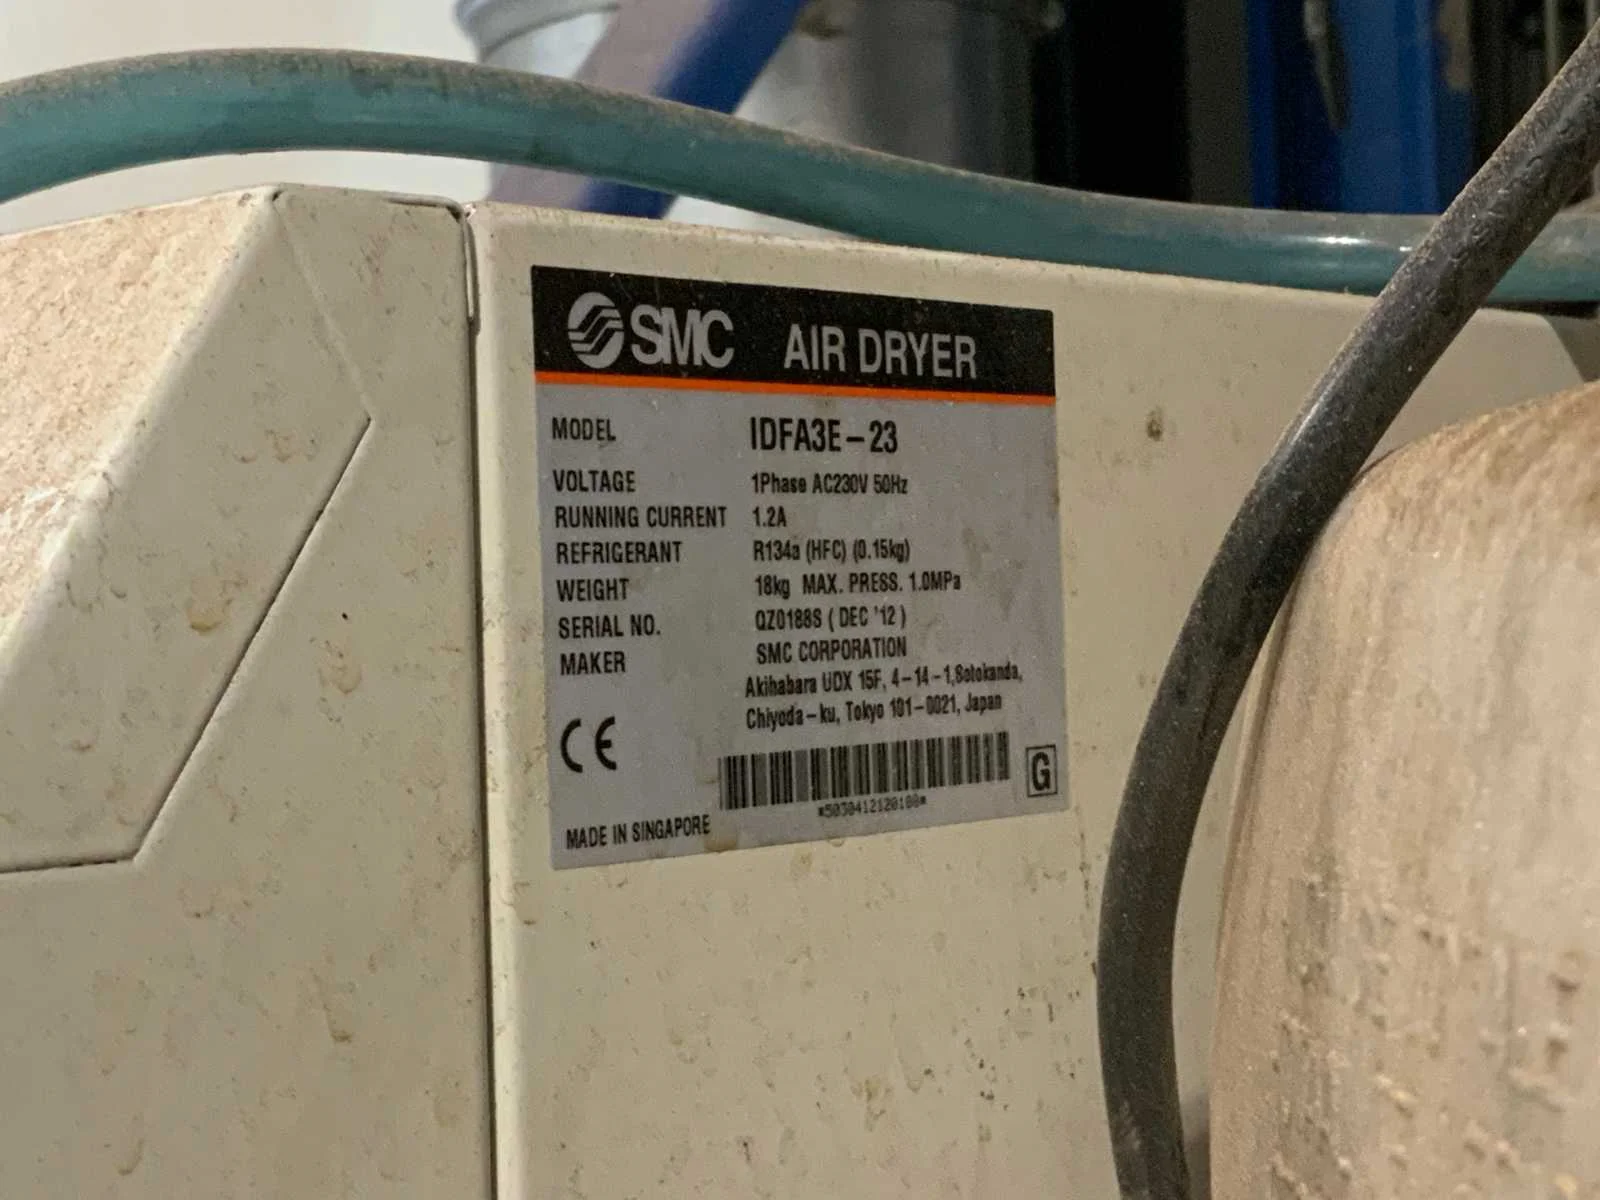 SMC AIR DRYER
MODEL IDFA3E-23
VOLTAGE 1Phase AC230V 50Hz
RUNNING CURRENT 1.2A
REFRIGERANT R134a (HFC) (0.15kg)
WEIGHT 18kg MAX. PRESS. 1.0MPa
SERIAL NO. QZ0188S ( DEC '12 )
MAKER SMC CORPORATION
Akihabara UDX 15F, 4-14-1,Sotokanda,
Chiyoda-ku, Tokyo 101-0021, Japan
CE
G
*5030412120100*
MADE IN SINGAPORE